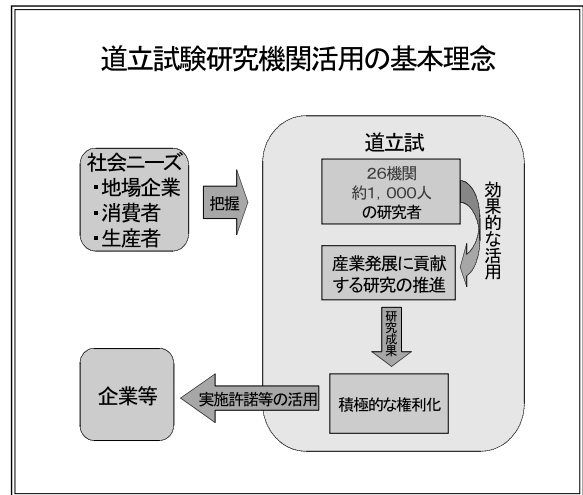 道立試験研究機関活用の基本理念
社会ニーズ
・地場企業
・消費者
・生産者
把握
道立試
26機関
約1,000人
の研究者
効果的な活用
産業発展に貢献
する研究の推進
研究成果
積極的な権利化
実施許諾等の活用
企業等